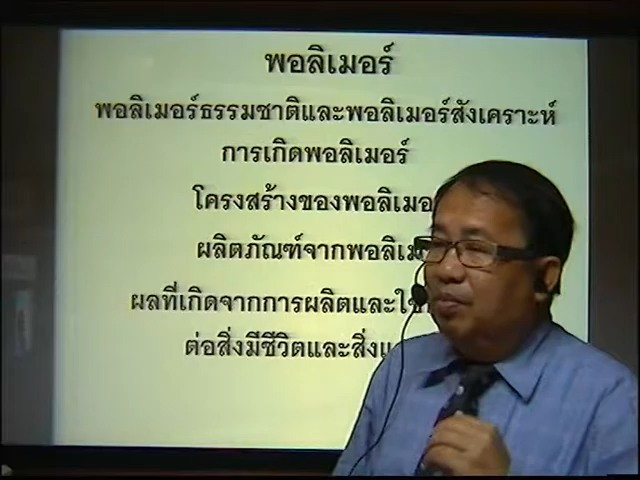 พอลิเมอร์
พอลิเมอร์ธรรมชาติและพอลิเมอร์สังเคราะห์
การเกิดพอลิเมอร์
โครงสร้างของพอลิเมอ
ผลิตภัณฑ์จากพอลิเม
ผลที่เกิดจากการผลิตและใช้
ต่อสิ่งมีชีวิตและสิ่งแ